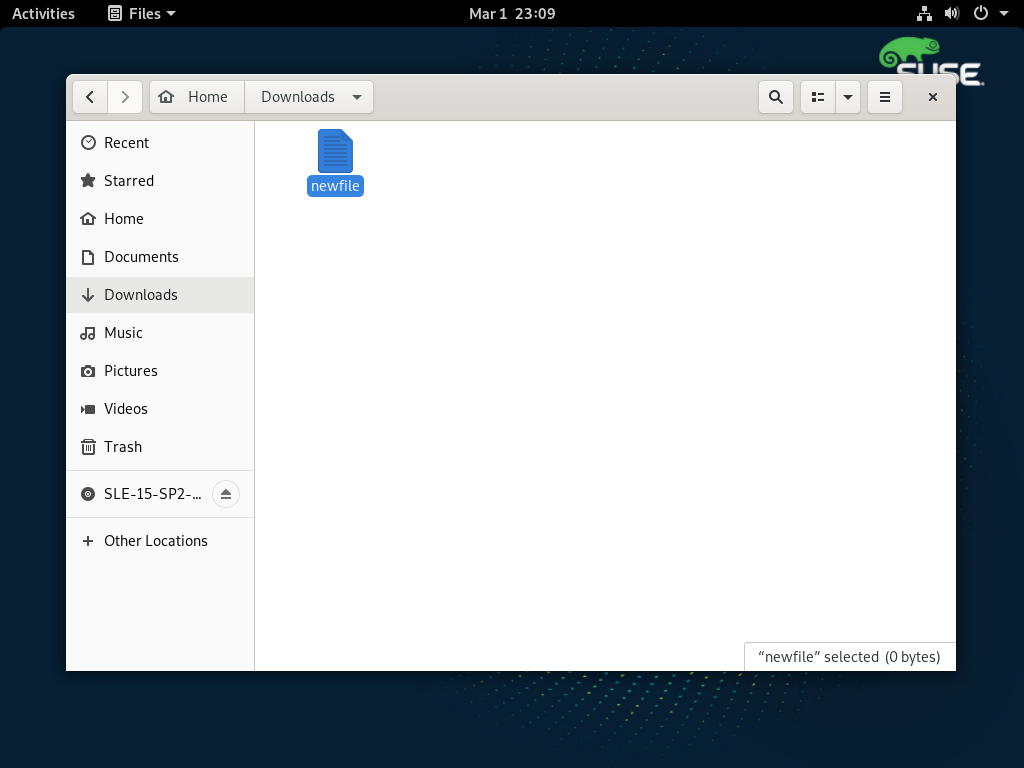 Activities Files Mar 1 23:09
SUSE
Home Downloads
Recent
newfile
Starred
Home
Documents
Downloads
Music
Pictures
Videos
Trash
SLE-15-SP2-...
Other Locations
“newfile” selected (0 bytes)